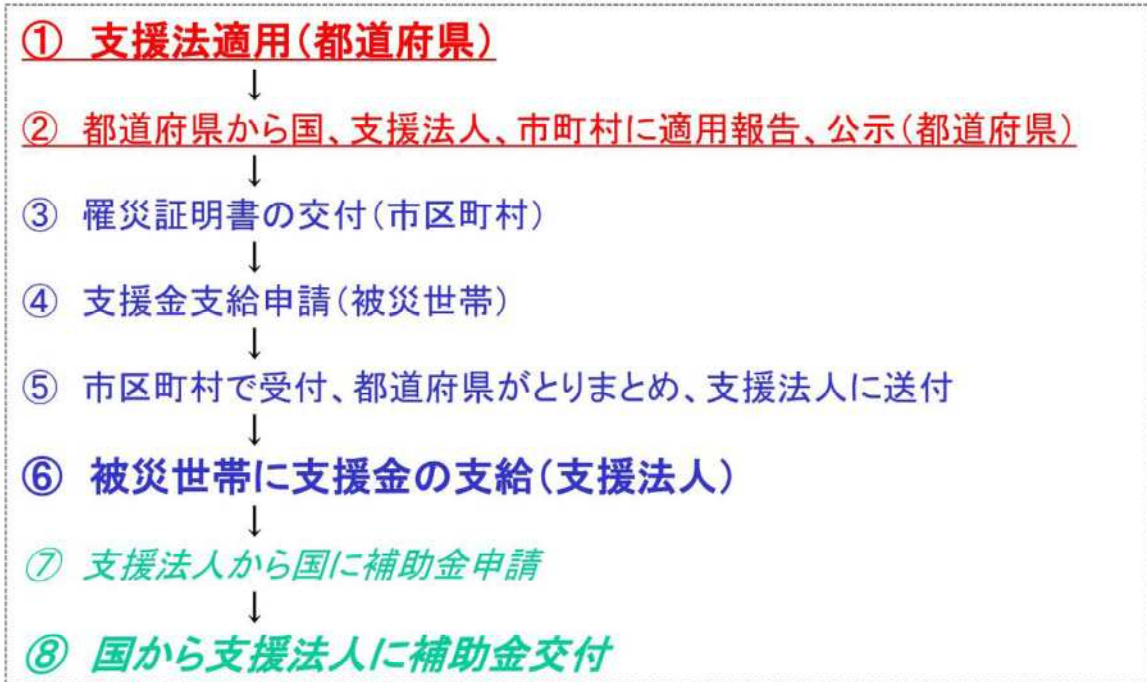 ① 支援法適用(都道府県)
↓
② 都道府県から国、支援法人、市町村に適用報告、公示(都道府県)
↓
③ 罹災証明書の交付(市区町村)
↓
④ 支援金支給申請(被災世帯)
↓
⑤ 市区町村で受付、都道府県がとりまとめ、支援法人に送付
↓
⑥ 被災世帯に支援金の支給(支援法人)
↓
⑦ 支援法人から国に補助金申請
↓
⑧ 国から支援法人に補助金交付